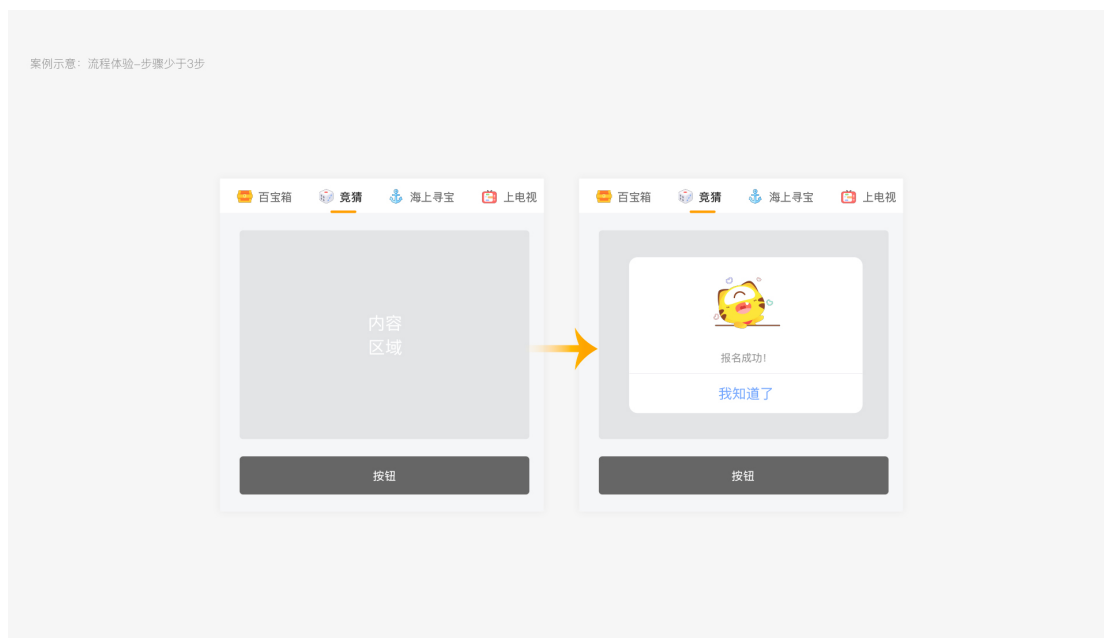 案例示意：流程体验-步骤少于3步
百宝箱 竞猜 海上寻宝 上电视
内容
区域
按钮
百宝箱 竞猜 海上寻宝 上电视
报名成功!
我知道了
按钮